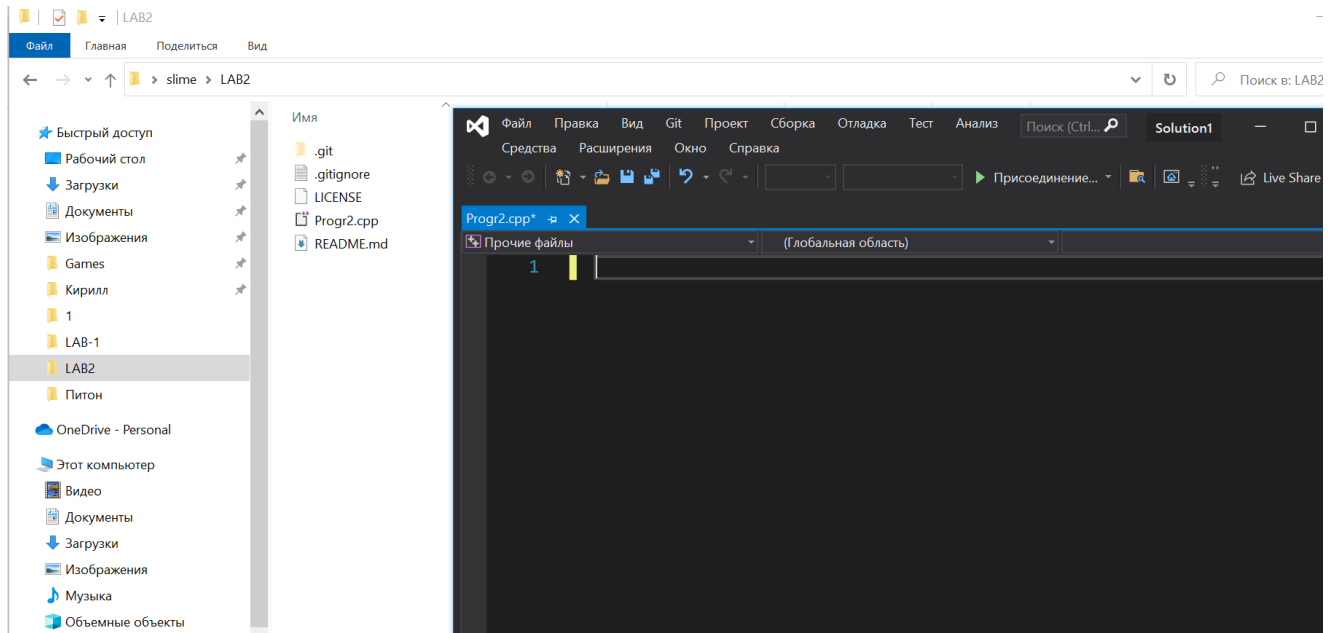 LAB2
Файл Главная Поделиться Вид
slime LAB2
Поиск в: LAB2
Быстрый доступ
Рабочий стол
Загрузки
Документы
Изображения
Games
Кирилл
1
LAB-1
LAB2
Питон
OneDrive - Personal
Этот компьютер
Видео
Документы
Загрузки
Изображения
Музыка
Объемные объекты
Имя
.git
.gitignore
LICENSE
Progr2.cpp
README.md
Файл Правка Вид Git Проект Сборка Отладка Тест Анализ Поиск (Ctrl... Solution1
Средства Расширения Окно Справка
Присоединение... Live Share
Progr2.cpp*
Прочие файлы (Глобальная область)
1